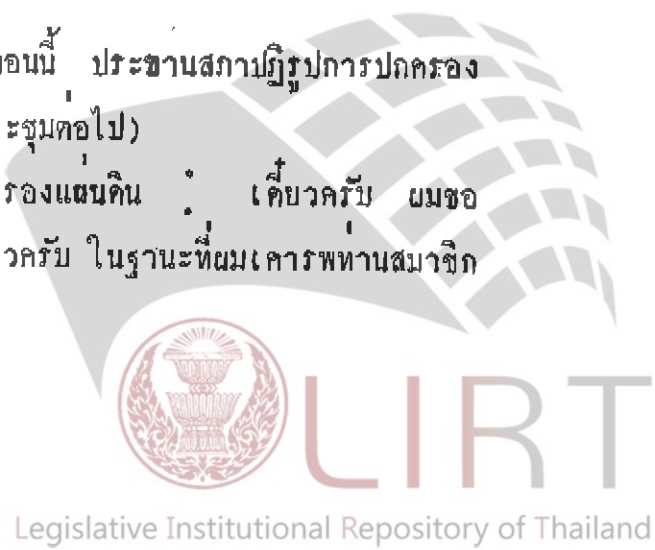 อนนี้ ประธานสภาปฏิรูปการปกครอง
ะชุมต่อไป)
รองแผ่นดิน : เดี๋ยวครับ ผมขอ
วครับ ในฐานะที่ผมเคารพท่านสมาชิก
LIRT
Legislative Institutional Repository of Thailand